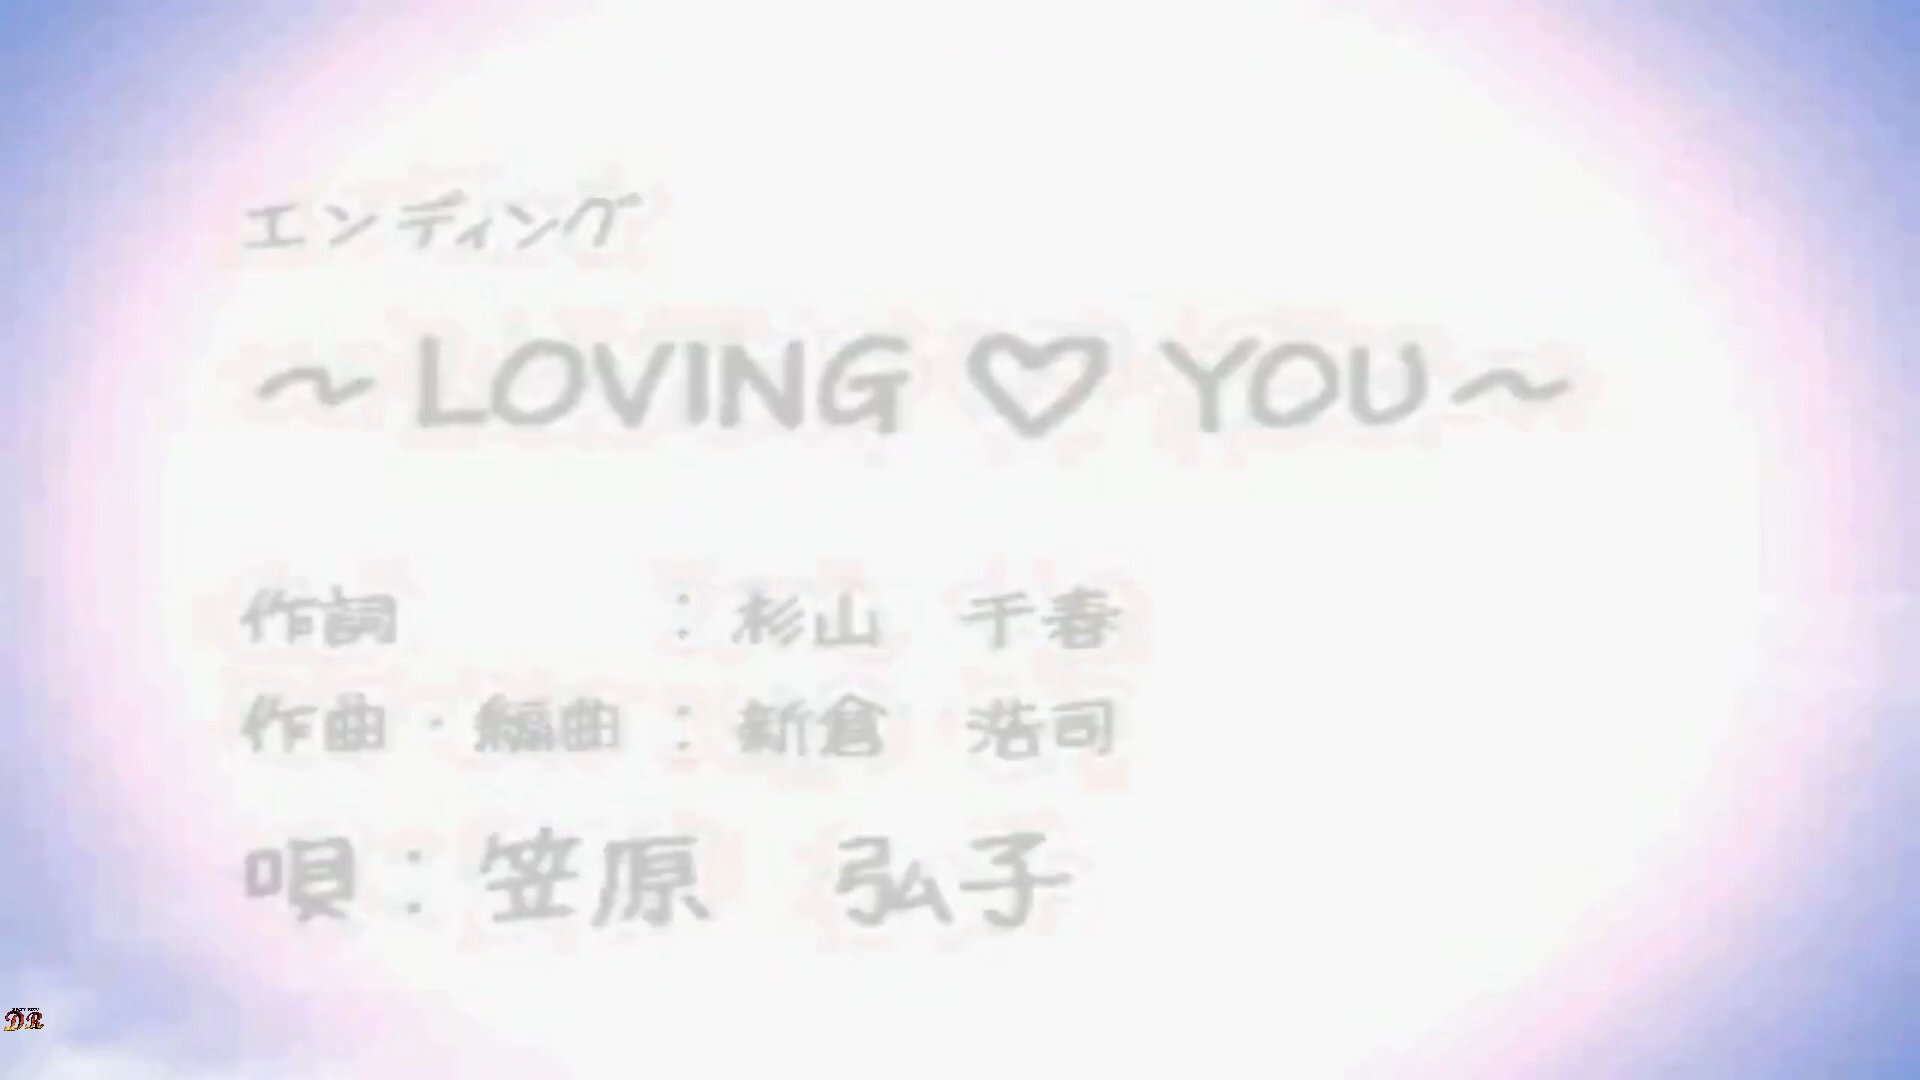 エンディング
～ LOVING ♡ YOU～
作詞 : 杉山 千春
作曲・編曲 : 新倉 浩司
唄 : 笠原 弘子
DR